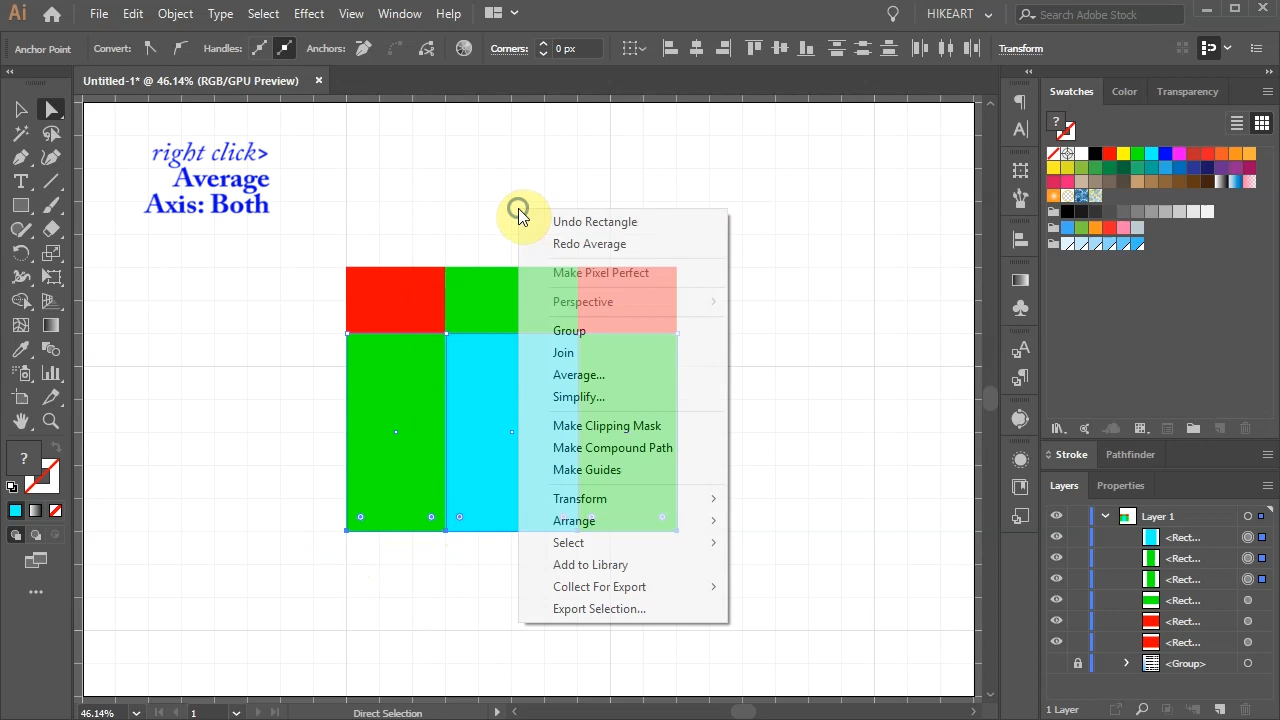 Ai File Edit Object Type Select Effect View Window Help HIKEART Search Adobe Stock
Anchor Point Convert: Handles: Anchors: Corners: 0 px Transform
Untitled-1* @ 46.14% (RGB/GPU Preview)
Swatches Color Transparency
right click>
Average
Axis: Both
Undo Rectangle
Redo Average
Make Pixel Perfect
Perspective
Group
Join
Average...
Simplify...
Make Clipping Mask
Make Compound Path
Make Guides
Transform
Arrange
Select
Add to Library
Collect For Export
Export Selection...
Stroke Pathfinder
Layers Properties
Layer 1
<Rect...
<Rect...
<Rect...
<Rect...
<Rect...
<Rect...
<Group>
1 Layer
46.14% 1 Direct Selection